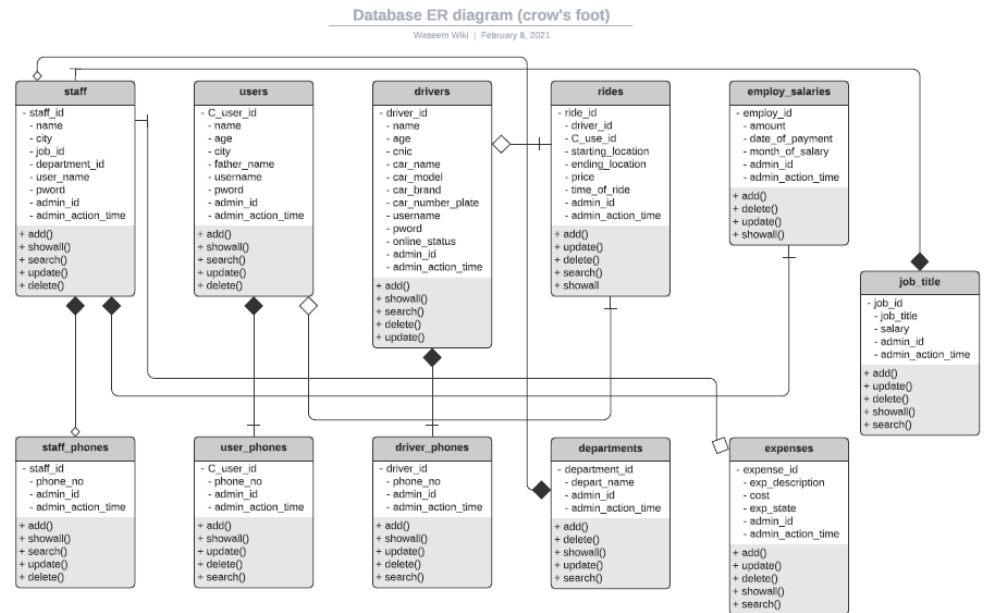 Database ER diagram (crow's foot)
Waseem Wiki | February 8, 2021
staff
- staff_id
- name
- city
- job_id
- department_id
- user_name
- pword
- admin_id
- admin_action_time
+ add()
+ showall()
+ search()
+ update()
+ delete()
users
- C_user_id
- name
- age
- city
- father_name
- username
- pword
- admin_id
- admin_action_time
+ add()
+ showall()
+ search()
+ update()
+ delete()
drivers
- driver_id
- name
- age
- cnic
- car_name
- car_model
- car_brand
- car_number_plate
- username
- pword
- online_status
- admin_id
- admin_action_time
+ add()
+ showall()
+ search()
+ delete()
+ update()
rides
- ride_id
- driver_id
- C_use_id
- starting_location
- ending_location
- price
- time_of_ride
- admin_id
- admin_action_time
+ add()
+ update()
+ delete()
+ search()
+ showall
employ_salaries
- employ_id
- amount
- date_of_payment
- month_of_salary
- admin_id
- admin_action_time
+ add()
+ delete()
+ update()
+ showall()
job_title
- job_id
- job_title
- salary
- admin_id
- admin_action_time
+ add()
+ update()
+ delete()
+ showall()
+ search()
staff_phones
- staff_id
- phone_no
- admin_id
- admin_action_time
+ add()
+ showall()
+ search()
+ update()
+ delete()
user_phones
- C_user_id
- phone_no
- admin_id
- admin_action_time
+ add()
+ showall()
+ update()
+ delete()
+ search()
driver_phones
- driver_id
- phone_no
- admin_id
- admin_action_time
+ add()
+ showall()
+ update()
+ delete()
+ search()
departments
- department_id
- depart_name
- admin_id
- admin_action_time
+ add()
+ delete()
+ showall()
+ update()
+ search()
expenses
- expense_id
- exp_description
- cost
- exp_state
- admin_id
- admin_action_time
+ add()
+ update()
+ delete()
+ showall()
+ search()